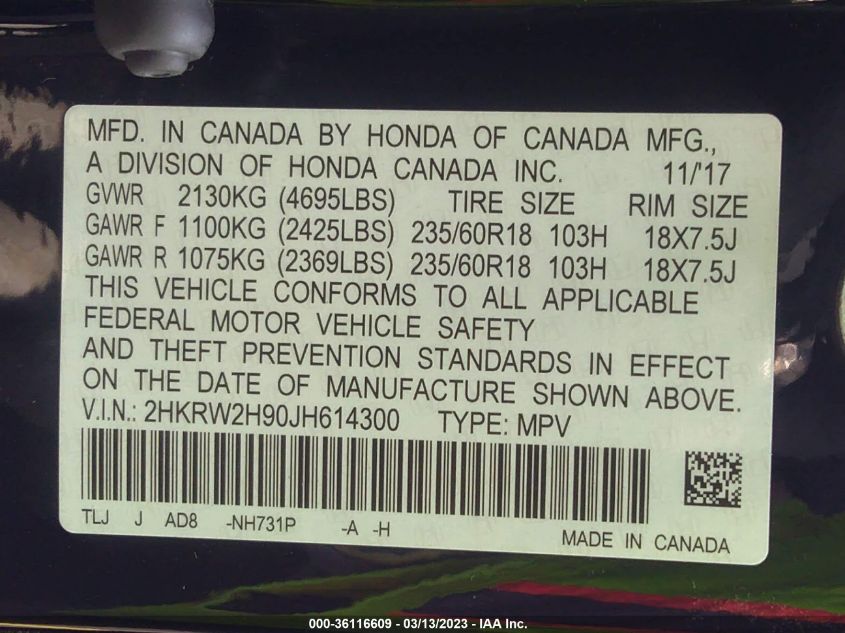 MFD. IN CANADA BY HONDA OF CANADA MFG.,
A DIVISION OF HONDA CANADA INC. 11/'17
GVWR 2130KG (4695LBS) TIRE SIZE RIM SIZE
GAWR F 1100KG (2425LBS) 235/60R18 103H 18X7.5J
GAWR R 1075KG (2369LBS) 235/60R18 103H 18X7.5J
THIS VEHICLE CONFORMS TO ALL APPLICABLE
FEDERAL MOTOR VEHICLE SAFETY
AND THEFT PREVENTION STANDARDS IN EFFECT
ON THE DATE OF MANUFACTURE SHOWN ABOVE.
V.I.N.: 2HKRW2H90JH614300 TYPE: MPV
TLJ J AD8 -NH731P -A -H
MADE IN CANADA
000-36116609 - 03/13/2023 - IAA Inc.